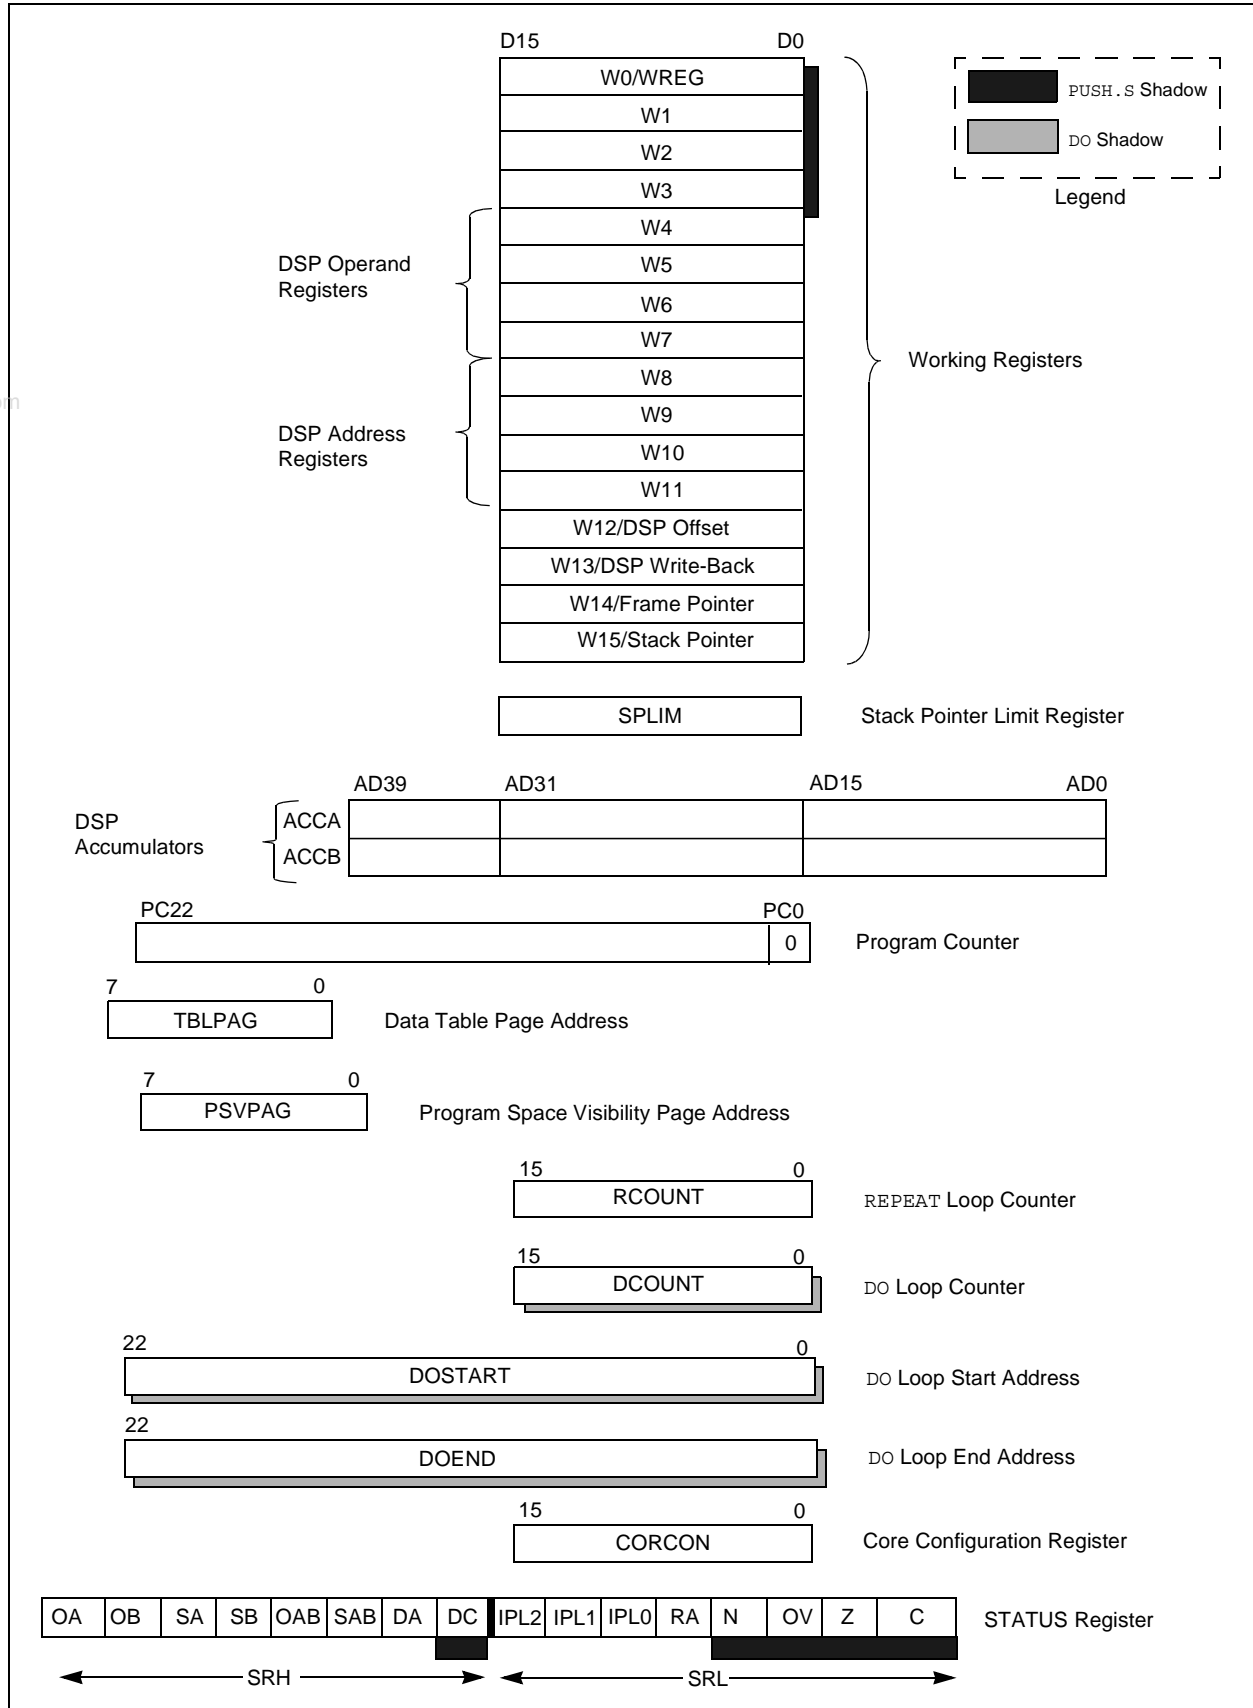 D15 D0
W0/WREG
W1
W2
W3
W4
W5
W6
W7
W8
W9
W10
W11
W12/DSP Offset
W13/DSP Write-Back
W14/Frame Pointer
W15/Stack Pointer
PUSH.S Shadow
DO Shadow
Legend
DSP Operand
Registers
DSP Address
Registers
Working Registers
om
SPLIM
Stack Pointer Limit Register
AD39 AD31 AD15 AD0
DSP
Accumulators
ACCA
ACCB
PC22 PC0
0
Program Counter
7 0
TBLPAG
Data Table Page Address
7 0
PSVPAG
Program Space Visibility Page Address
15 0
RCOUNT
REPEAT Loop Counter
15 0
DCOUNT
DO Loop Counter
22 0
DOSTART
DO Loop Start Address
22
DOEND
DO Loop End Address
15 0
CORCON
Core Configuration Register
OA OB SA SB OAB SAB DA DC IPL2 IPL1 IPL0 RA N OV Z C
STATUS Register
SRH SRL